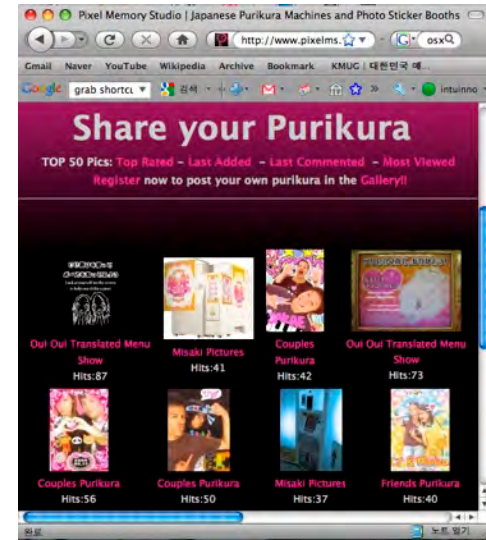 Pixel Memory Studio | Japanese Purikura Machines and Photo Sticker Booths
http://www.pixelms.
osx
Gmail Naver YouTube Wikipedia Archive Bookmark KMUG | 대한민국 매...
Google grab shortcu 검색 intuinno
Share your Purikura
TOP 50 Pics: Top Rated – Last Added – Last Commented – Most Viewed
Register now to post your own purikura in the Gallery!!
Oui Oui Translated Menu
Show
Hits:87
Misaki Pictures
Hits:41
Couples
Purikura
Hits:42
Oui Oui Translated Menu
Show
Hits:73
Couples Purikura
Hits:56
Couples Purikura
Hits:50
Misaki Pictures
Hits:37
Friends Purikura
Hits:40
완료
노트 열기